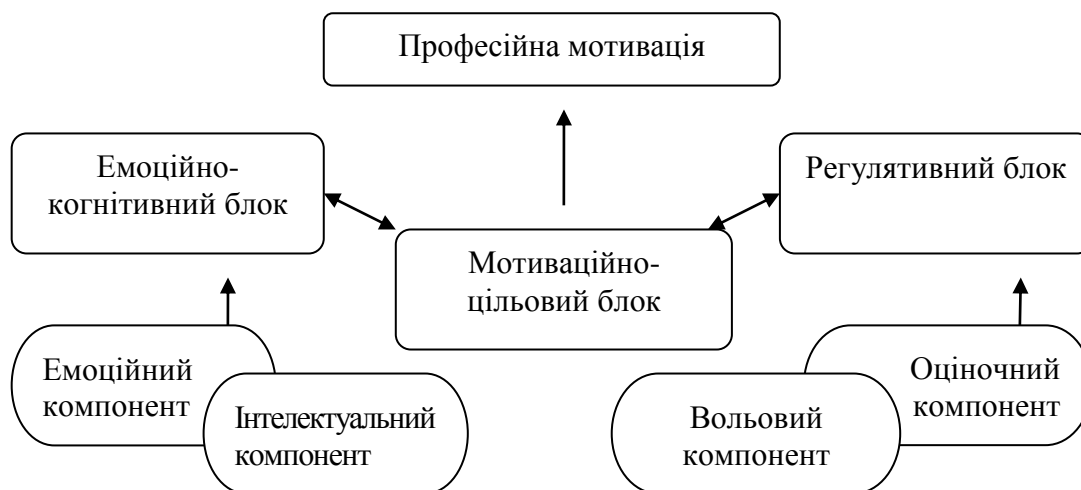 Професійна мотивація
Емоційно-
когнітивний блок
Регулятивний блок
Мотиваційно-
цільовий блок
Емоційний
компонент
Інтелектуальний
компонент
Вольовий
компонент
Оціночний
компонент